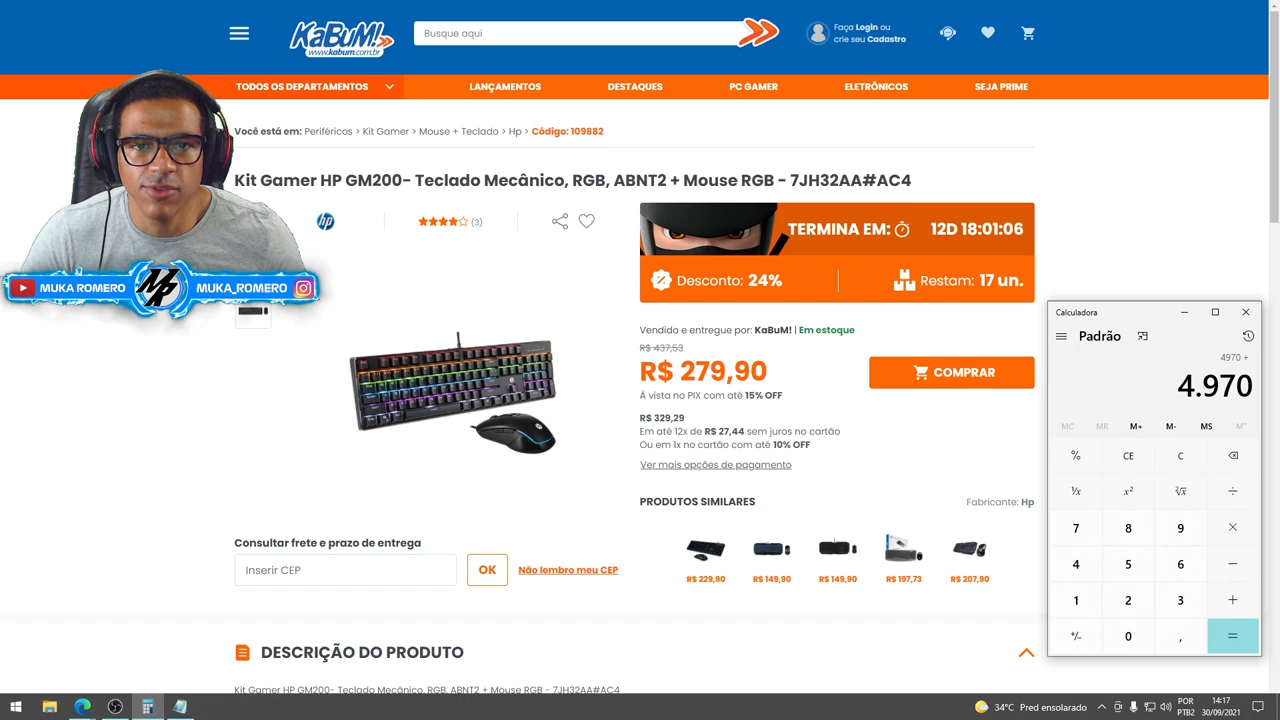 KaBuM!
www.kabum.com.br
Busque aqui
Faça Login ou
crie seu Cadastro
TODOS OS DEPARTAMENTOS
LANÇAMENTOS
DESTAQUES
PC GAMER
ELETRÔNICOS
SEJA PRIME
Você está em: Periféricos > Kit Gamer > Mouse + Teclado > Hp > Código: 109882
Kit Gamer HP GM200- Teclado Mecânico, RGB, ABNT2 + Mouse RGB - 7JH32AA#AC4
hp
(3)
TERMINA EM: 12D 18:01:06
Desconto: 24%
Restam: 17 un.
MUKA ROMERO
MUKA_ROMERO
Vendido e entregue por: KaBuM! | Em estoque
R$ 437,53
R$ 279,90
COMPRAR
À vista no PIX com até 15% OFF
R$ 329,29
Em até 12x de R$ 27,44 sem juros no cartão
Ou em 1x no cartão com até 10% OFF
Ver mais opções de pagamento
PRODUTOS SIMILARES
Fabricante: Hp
R$ 229,90
R$ 149,90
R$ 149,90
R$ 197,73
R$ 207,90
Consultar frete e prazo de entrega
Inserir CEP
OK
Não lembro meu CEP
DESCRIÇÃO DO PRODUTO
Kit Gamer HP GM200- Teclado Mecânico, RGB, ABNT2 + Mouse RGB - 7JH32AA#AC4
Calculadora
Padrão
4970 +
4.970
MC MR M+ M- MS M˅
% CE C
¹/x x² ²√x ÷
7 8 9 ×
4 5 6 −
1 2 3 +
+/- 0 , =
34°C Pred ensolarado
POR
PTB2
14:17
30/09/2021